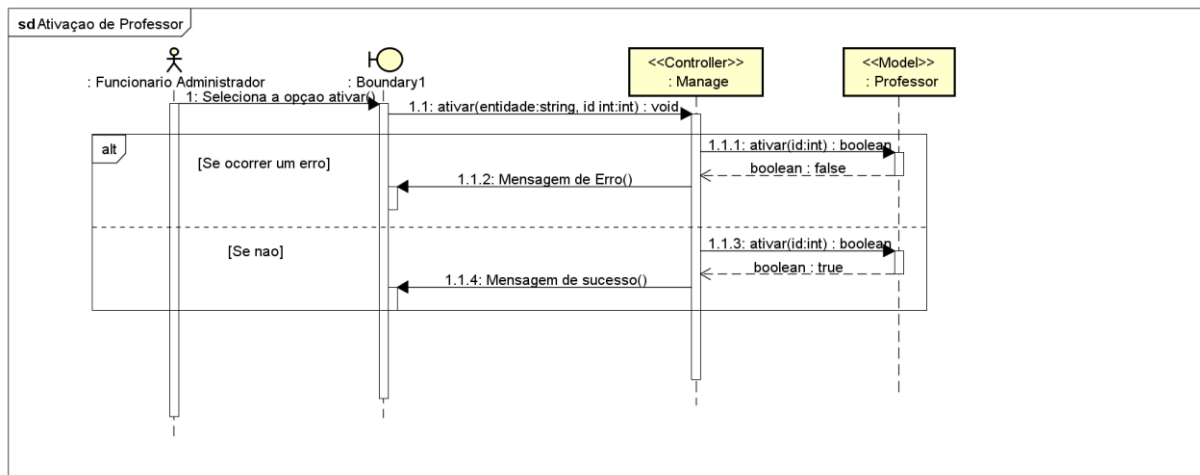 sd Ativaçao de Professor
: Funcionario Administrador
: Boundary1
<<Controller>>
: Manage
<<Model>>
: Professor
1: Seleciona a opçao ativar()
1.1: ativar(entidade:string, id int:int) : void
alt
[Se ocorrer um erro]
1.1.1: ativar(id:int) : boolean
boolean : false
1.1.2: Mensagem de Erro()
[Se nao]
1.1.3: ativar(id:int) : boolean
boolean : true
1.1.4: Mensagem de sucesso()